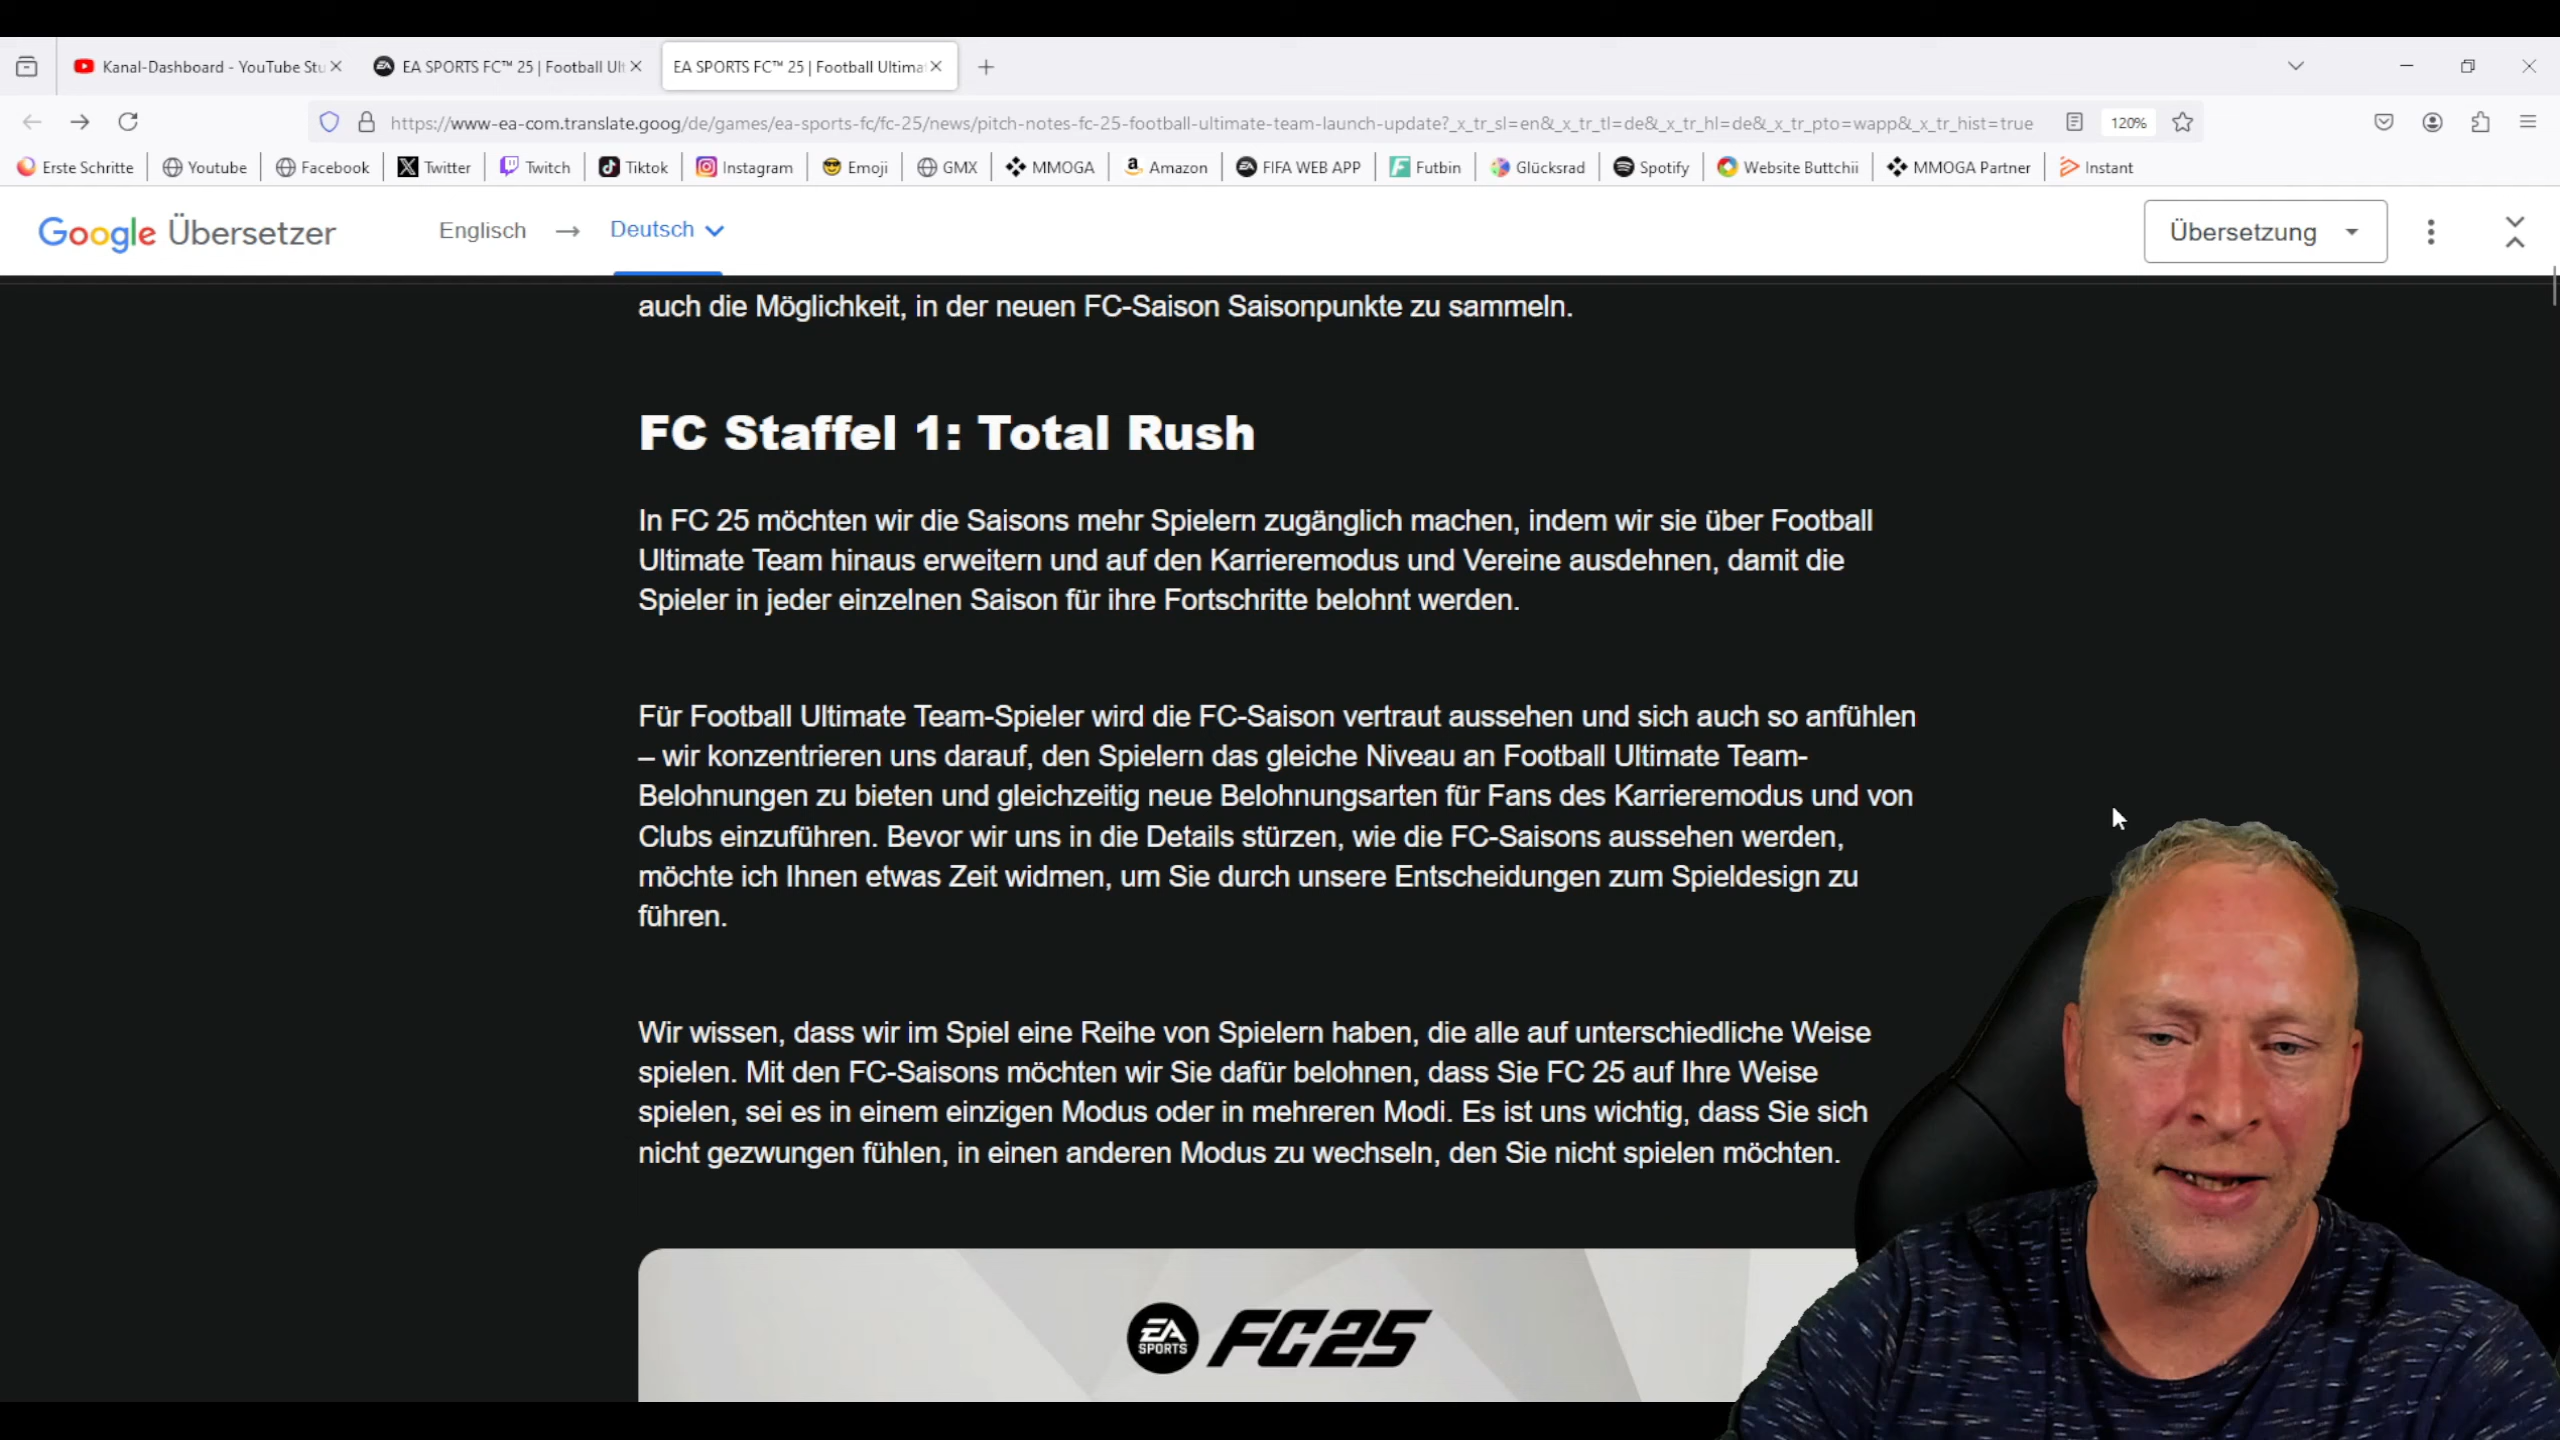 Kanal-Dashboard - YouTube Stu
EA SPORTS FC™ 25 | Football Ult
EA SPORTS FC™ 25 | Football Ultima
https://www-ea-com.translate.goog/de/games/ea-sports-fc/fc-25/news/pitch-notes-fc-25-football-ultimate-team-launch-update?_x_tr_sl=en&_x_tr_tl=de&_x_tr_hl=de&_x_tr_pto=wapp&_x_tr_hist=true
120%
Erste Schritte
Youtube
Facebook
Twitter
Twitch
Tiktok
Instagram
Emoji
GMX
MMOGA
Amazon
FIFA WEB APP
Futbin
Glücksrad
Spotify
Website Buttchii
MMOGA Partner
Instant
Google Übersetzer
Englisch → Deutsch
Übersetzung
auch die Möglichkeit, in der neuen FC-Saison Saisonpunkte zu sammeln.
FC Staffel 1: Total Rush
In FC 25 möchten wir die Saisons mehr Spielern zugänglich machen, indem wir sie über Football
Ultimate Team hinaus erweitern und auf den Karrieremodus und Vereine ausdehnen, damit die
Spieler in jeder einzelnen Saison für ihre Fortschritte belohnt werden.
Für Football Ultimate Team-Spieler wird die FC-Saison vertraut aussehen und sich auch so anfühlen
– wir konzentrieren uns darauf, den Spielern das gleiche Niveau an Football Ultimate Team-
Belohnungen zu bieten und gleichzeitig neue Belohnungsarten für Fans des Karrieremodus und von
Clubs einzuführen. Bevor wir uns in die Details stürzen, wie die FC-Saisons aussehen werden,
möchte ich Ihnen etwas Zeit widmen, um Sie durch unsere Entscheidungen zum Spieldesign zu
führen.
Wir wissen, dass wir im Spiel eine Reihe von Spielern haben, die alle auf unterschiedliche Weise
spielen. Mit den FC-Saisons möchten wir Sie dafür belohnen, dass Sie FC 25 auf Ihre Weise
spielen, sei es in einem einzigen Modus oder in mehreren Modi. Es ist uns wichtig, dass Sie sich
nicht gezwungen fühlen, in einen anderen Modus zu wechseln, den Sie nicht spielen möchten.
EA SPORTS FC25